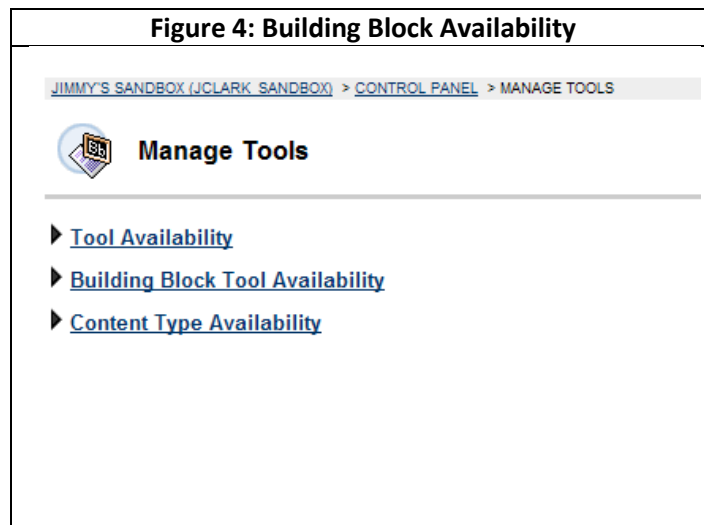 Figure 4: Building Block Availability
JIMMY'S SANDBOX (JCLARK_SANDBOX) > CONTROL PANEL > MANAGE TOOLS
Bb
Manage Tools
Tool Availability
Building Block Tool Availability
Content Type Availability